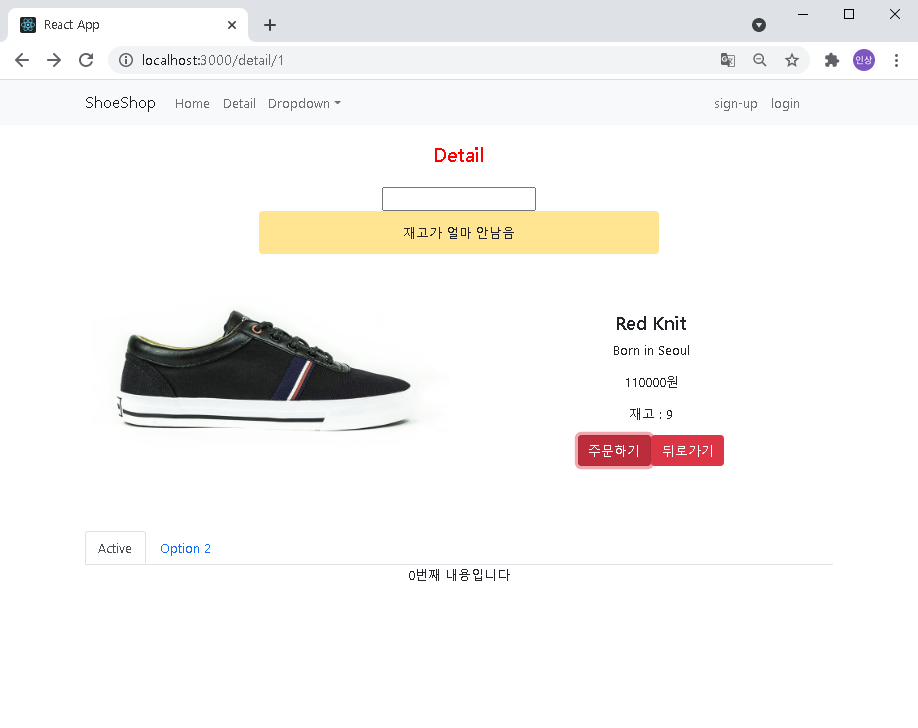 React App
localhost:3000/detail/1
인상
ShoeShop Home Detail Dropdown sign-up login
Detail
재고가 얼마 안남음
Red Knit
Born in Seoul
110000원
재고 : 9
주문하기 뒤로가기
Active Option 2
0번째 내용입니다